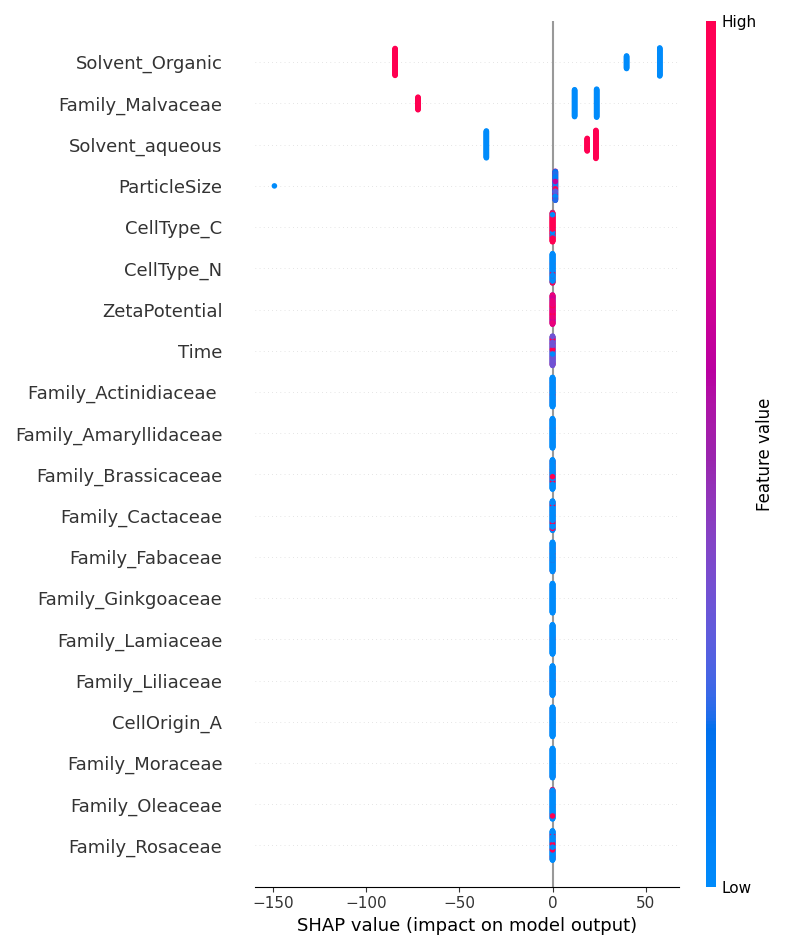 High
Solvent_Organic
Family_Malvaceae
Solvent_aqueous
ParticleSize
CellType_C
CellType_N
ZetaPotential
Time
Family_Actinidiaceae
Family_Amaryllidaceae
Family_Brassicaceae
Family_Cactaceae
Family_Fabaceae
Family_Ginkgoaceae
Family_Lamiaceae
Family_Liliaceae
CellOrigin_A
Family_Moraceae
Family_Oleaceae
Family_Rosaceae
Feature value
Low
−150 −100 −50 0 50
SHAP value (impact on model output)